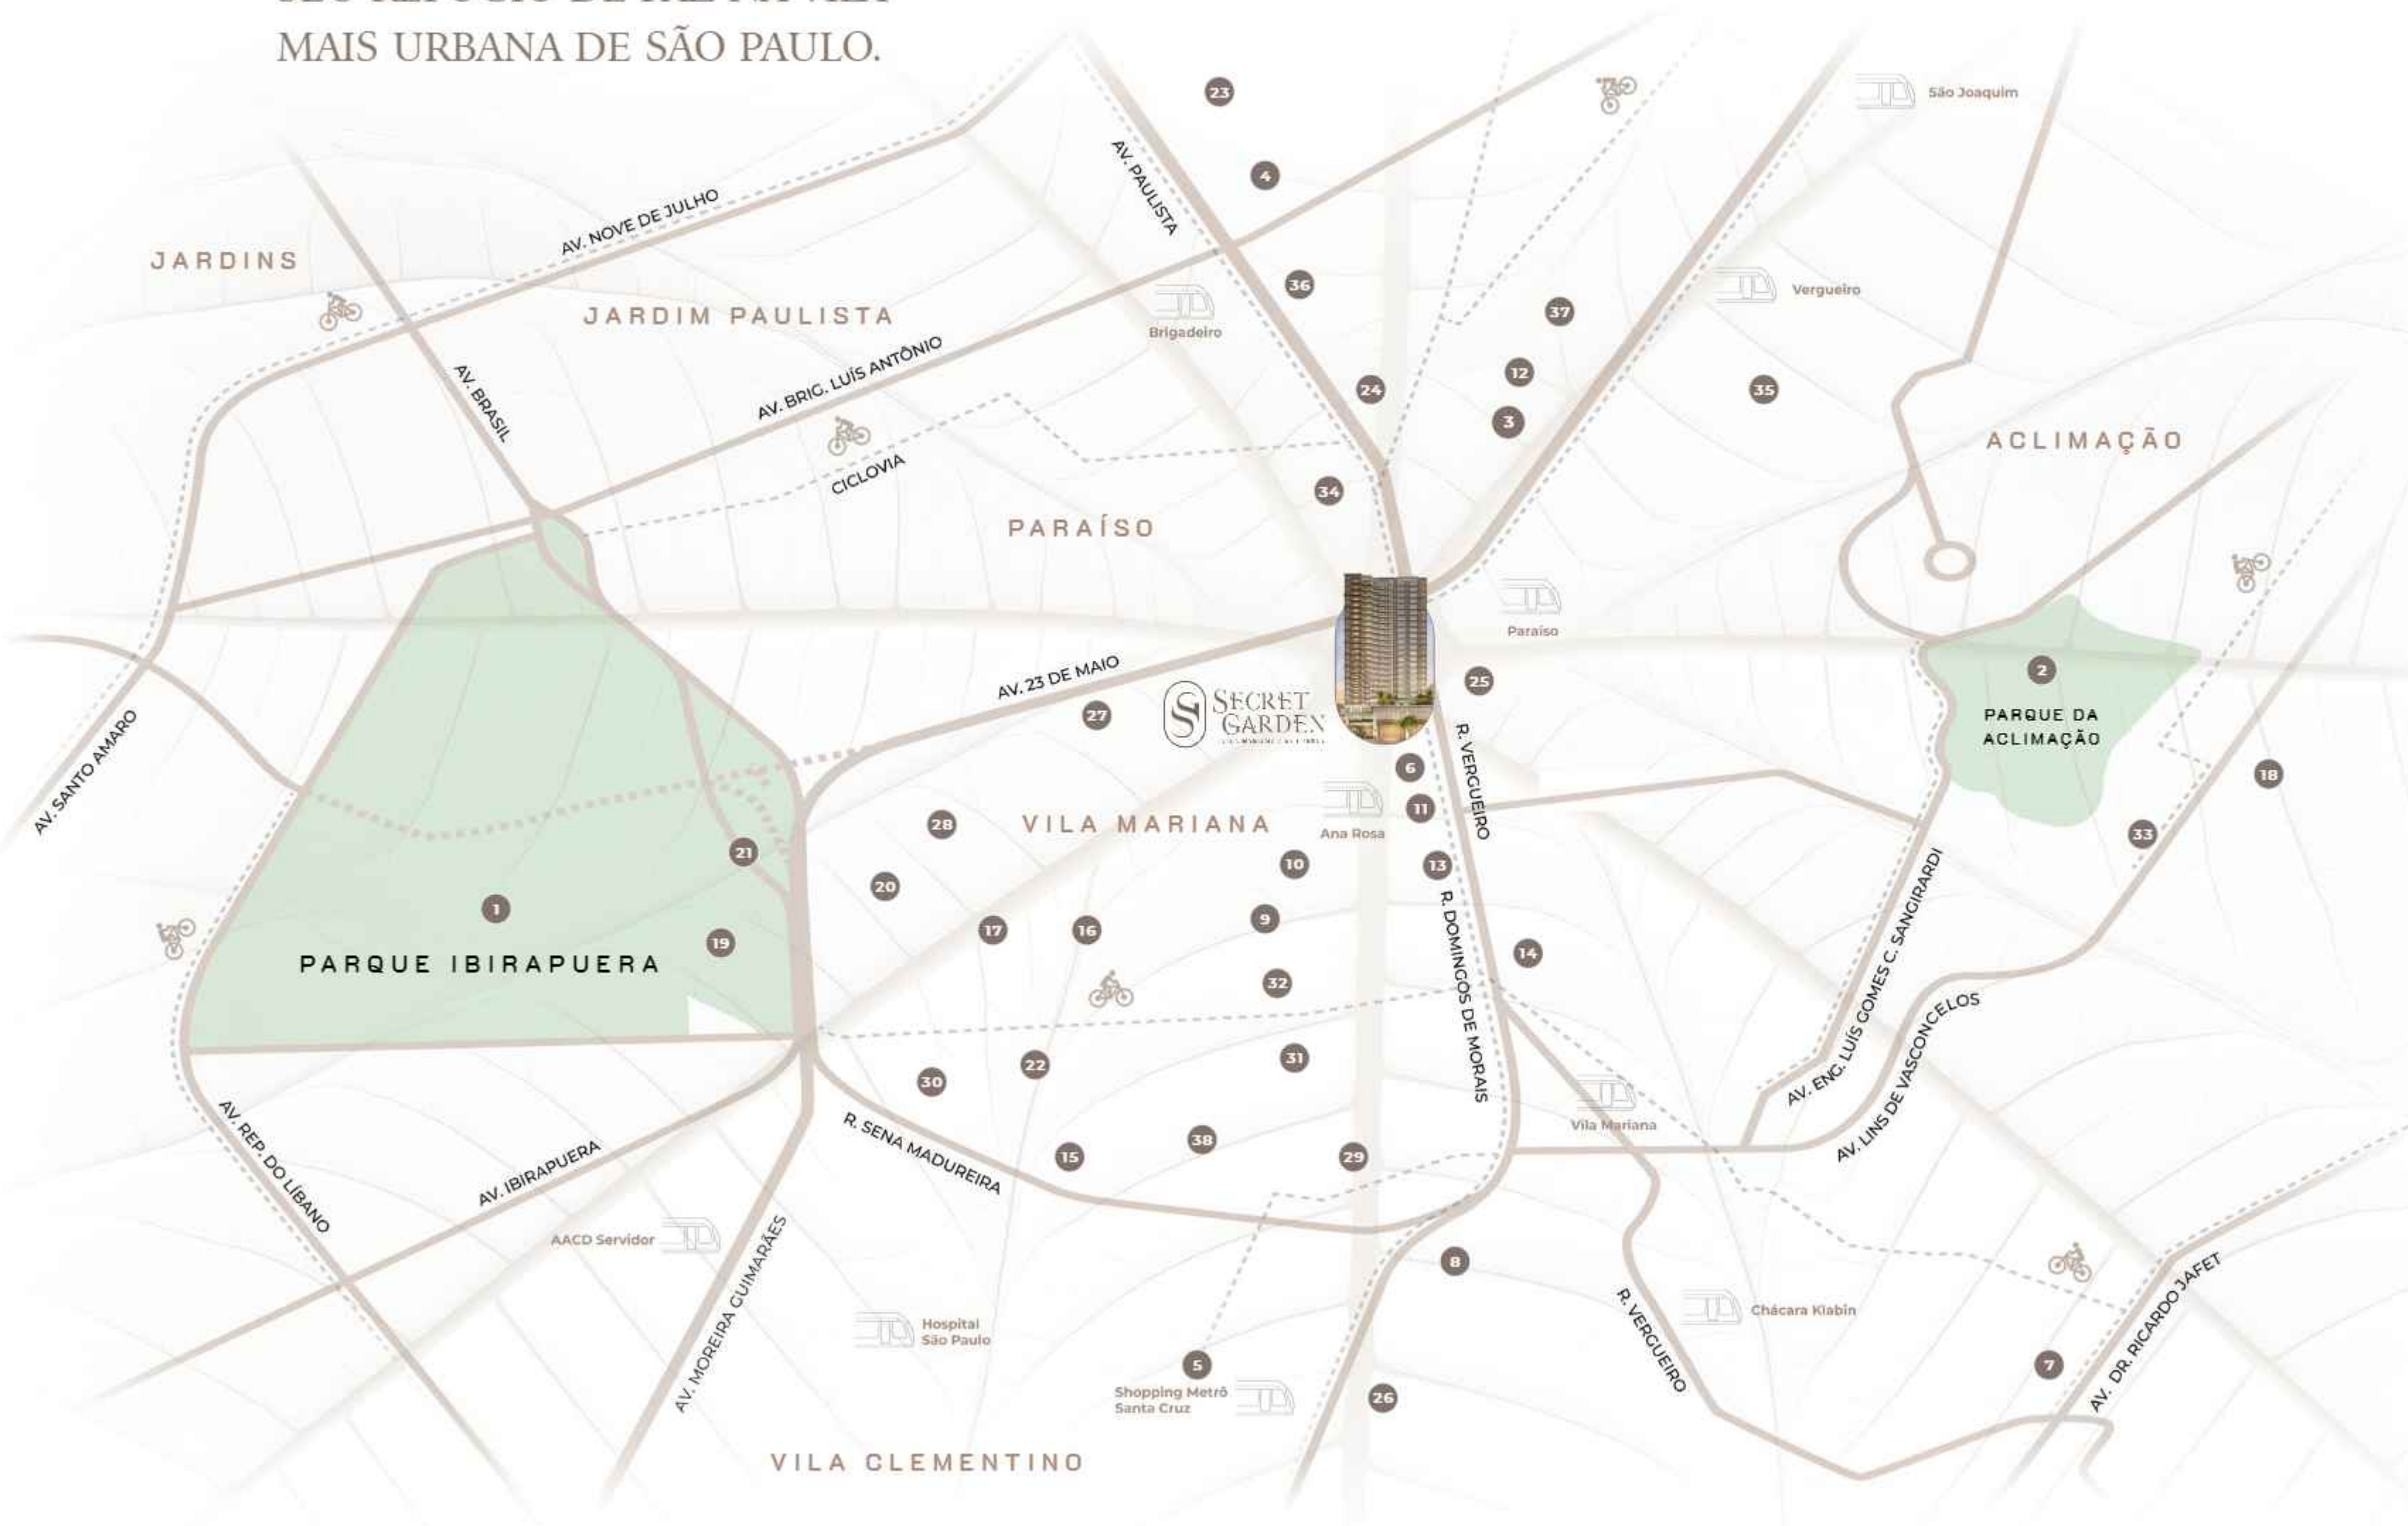 MAIS URBANA DE SÃO PAULO.
23
São Joaquim
AV. PAULISTA
4
AV. NOVE DE JULHO
JARDINS
36
Vergueiro
37
JARDIM PAULISTA
Brigadeiro
AV. BRIG. LUÍS ANTÔNIO
12
24
35
AV. BRASIL
3
ACLIMAÇÃO
CICLOVIA
34
PARAÍSO
Paraíso
AV. 23 DE MAIO
25
2
SECRET
GARDEN
27
PARQUE DA
ACLIMAÇÃO
AV. SANTO AMARO
6
R. VERGUEIRO
18
11
28
VILA MARIANA
Ana Rosa
33
21
10
13
20
1
9
17
16
19
R. DOMINGOS DE MORAIS
14
AV. ENG. LUÍS GOMES C. SANGIRARDI
PARQUE IBIRAPUERA
32
31
22
30
AV. LINS DE VASCONCELOS
Vila Mariana
R. SENA MADUREIRA
38
15
29
AV. REP. DO LÍBANO
AV. IBIRAPUERA
AACD Servidor
8
AV. MOREIRA GUIMARÃES
Hospital
São Paulo
Chácara Klabin
R. VERGUEIRO
AV. DR. RICARDO JAFET
5
7
Shopping Metrô
Santa Cruz
26
VILA CLEMENTINO